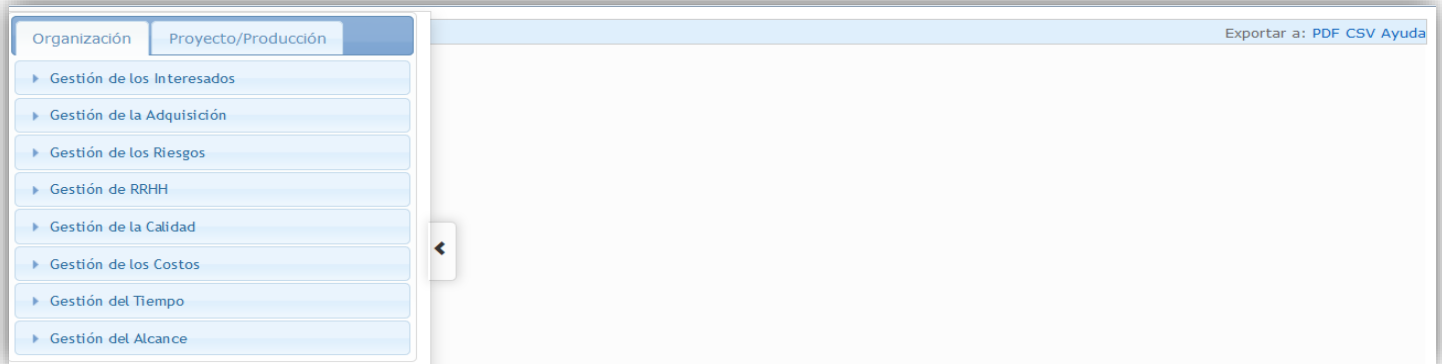 Organización Proyecto/Producción
Exportar a: PDF CSV Ayuda
Gestión de los Interesados
Gestión de la Adquisición
Gestión de los Riesgos
Gestión de RRHH
Gestión de la Calidad
Gestión de los Costos
Gestión del Tiempo
Gestión del Alcance